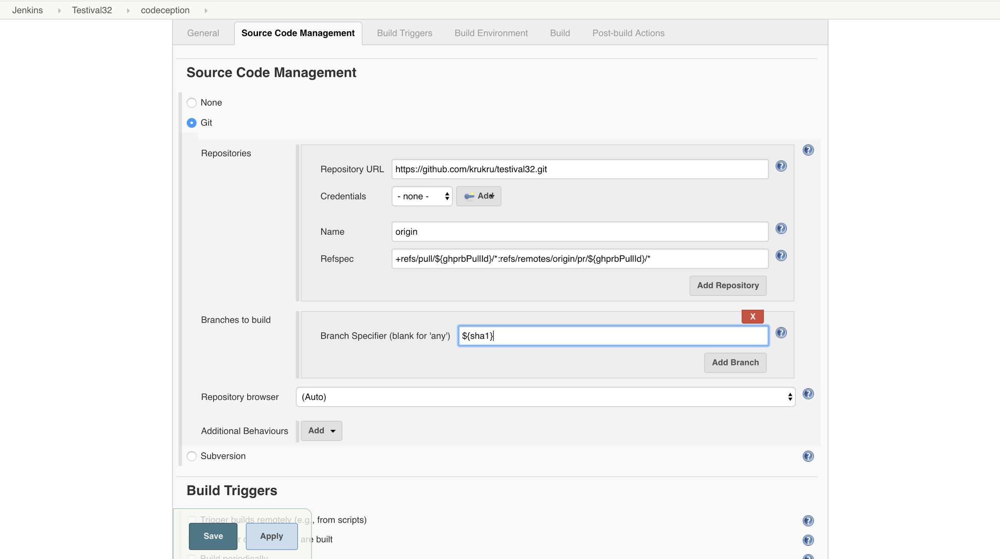 Jenkins Testival32 codeception
General Source Code Management Build Triggers Build Environment Build Post-build Actions
Source Code Management
None
Git
Repositories
Repository URL https://github.com/krukru/testival32.git
Credentials - none - Add
Name origin
Refspec +refs/pull/${ghprbPullId}/*:refs/remotes/origin/pr/${ghprbPullId}/*
Add Repository
Branches to build X
Branch Specifier (blank for 'any') ${sha1}
Add Branch
Repository browser (Auto)
Additional Behaviours Add
Subversion
Build Triggers
Trigger builds remotely (e.g., from scripts)
Save Apply are built
Build periodically